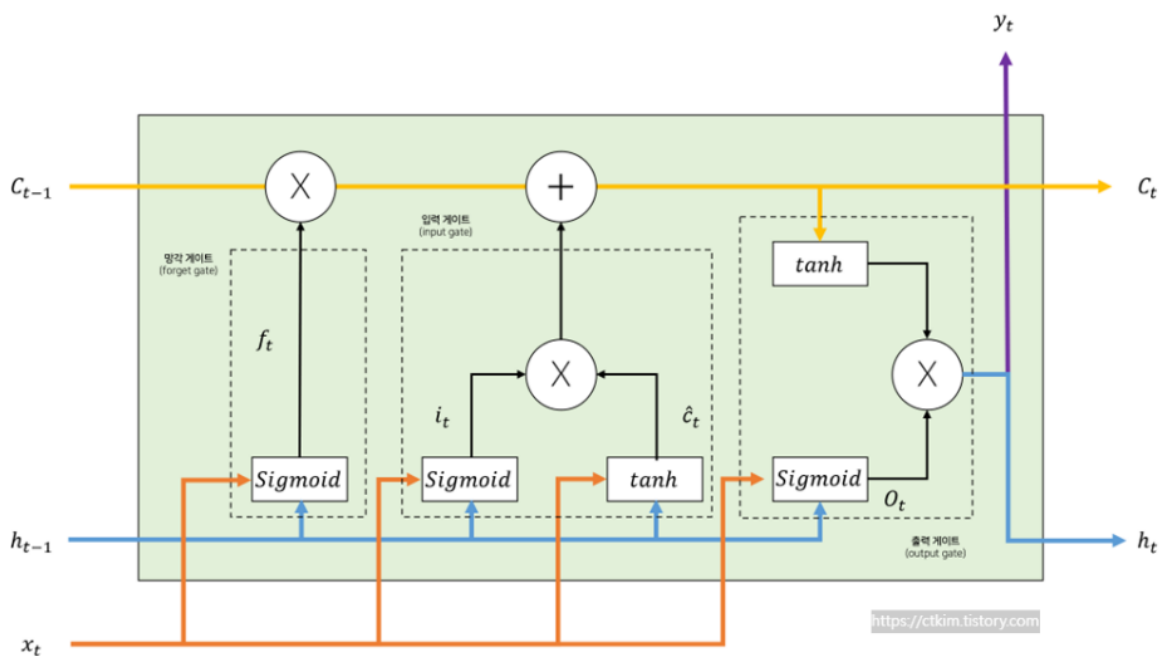 y_t
C_{t-1}
X
+
C_t
입력 게이트
(input gate)
망각 게이트
(forget gate)
tanh
f_t
X
X
i_t
ĉ_t
Sigmoid
Sigmoid
tanh
Sigmoid
O_t
h_{t-1}
출력 게이트
(output gate)
h_t
https://ctkim.tistory.com
x_t